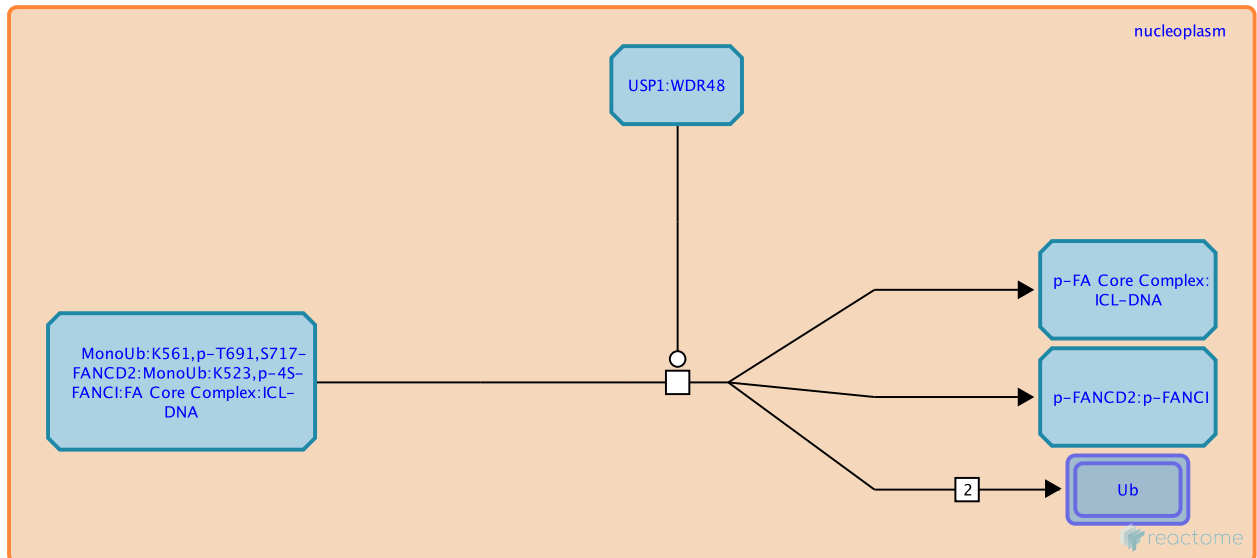 nucleoplasm
USP1:WDR48
p-FA Core Complex:
ICL-DNA
MonoUb:K561,p-T691,S717-
FANCD2:MonoUb:K523,p-4S-
FANCI:FA Core Complex:ICL-
DNA
p-FANCD2:p-FANCI
2
Ub
reactome